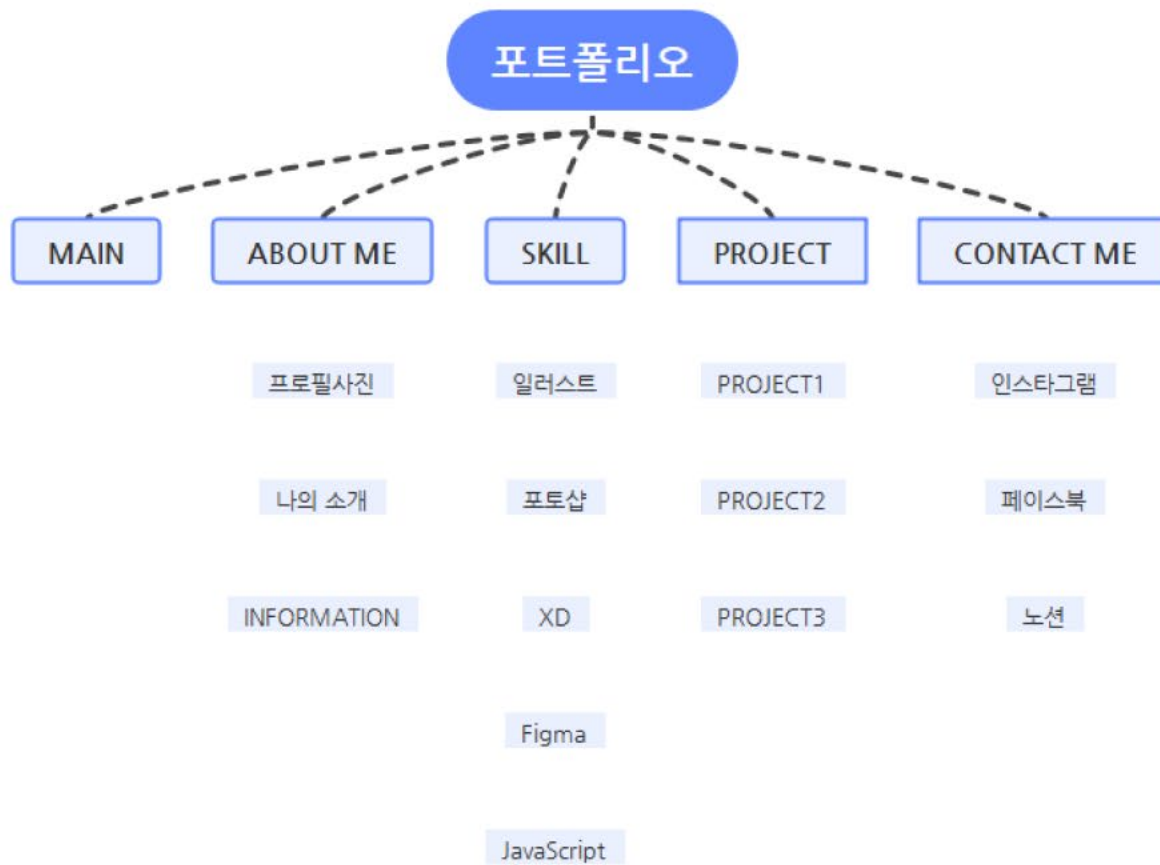 포트폴리오
MAIN
ABOUT ME
SKILL
PROJECT
CONTACT ME
프로필사진
일러스트
PROJECT1
인스타그램
나의 소개
포토샵
PROJECT2
페이스북
INFORMATION
XD
PROJECT3
노션
Figma
JavaScript